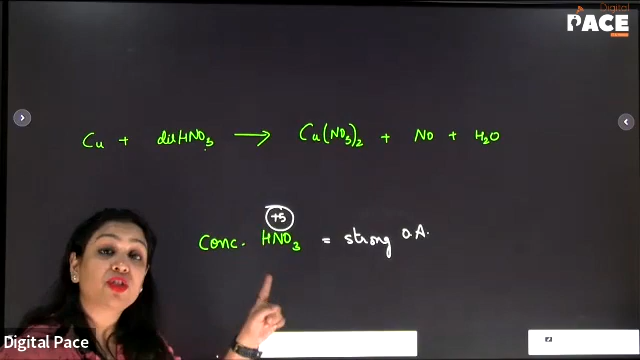 Digital
PACE
Cu + dil HNO3 ⟶ Cu(NO3)2 + NO + H2O
+5
Conc. HNO3 = strong O.A.
Digital Pace